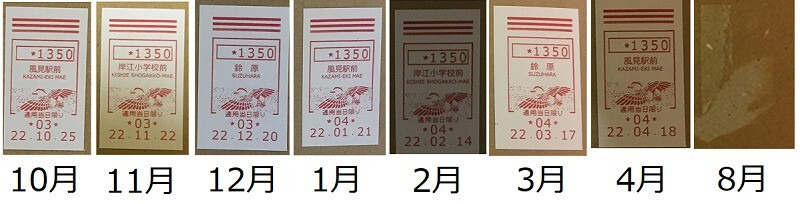 ★1350
風見駅前
KAZAMI-EKI MAE
通用当日限り
★03★
22.10.25
10月
★1350
岸江小学校前
KISHIE SHOGAKKO-MAE
通用当日限り
★03★
22.11.22
11月
★1350
鈴原
SUZUHARA
通用当日限り
★03★
22.12.20
12月
★1350
風見駅前
KAZAMI-EKI MAE
通用当日限り
★04★
22.01.21
1月
★1350
岸江小学校前
KISHIE SHOGAKKO-MAE
通用当日限り
★04★
22.02.14
2月
★1350
鈴原
SUZUHARA
通用当日限り
★04★
22.03.17
3月
★1350
風見駅前
KAZAMI-EKI MAE
通用当日限り
★04★
22.04.18
4月
8月